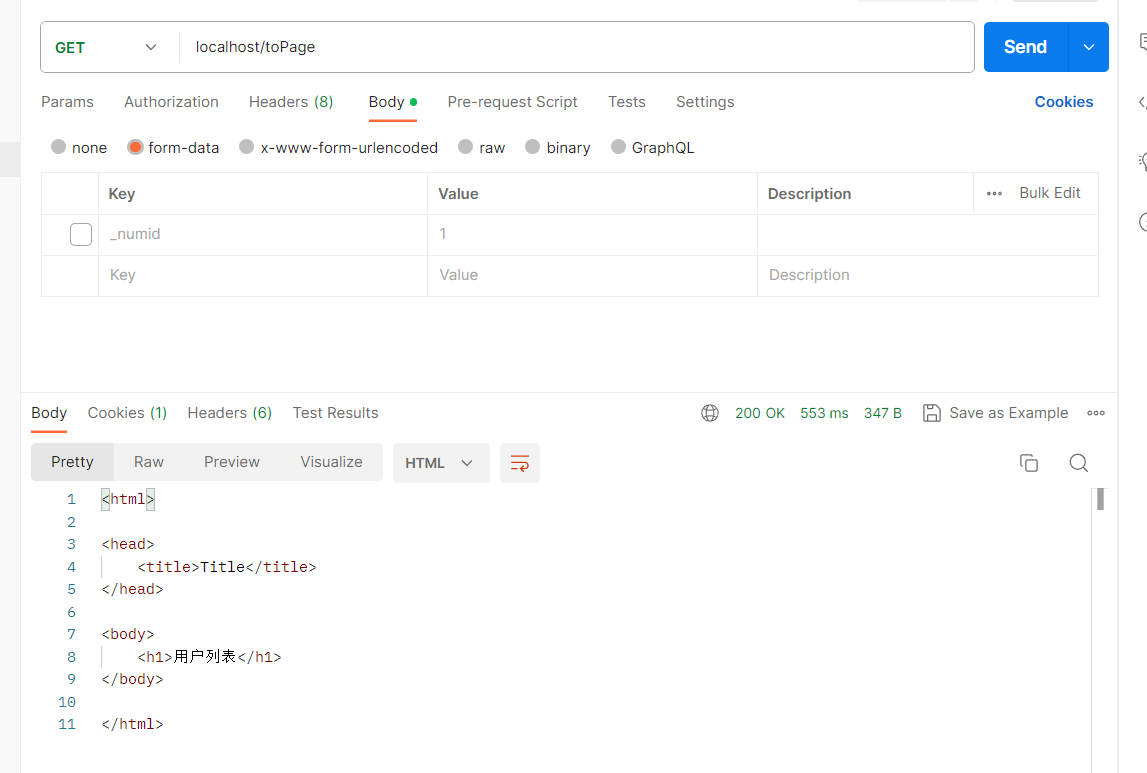 GET localhost/toPage Send
Params Authorization Headers (8) Body Pre-request Script Tests Settings Cookies
none form-data x-www-form-urlencoded raw binary GraphQL
Key Value Description Bulk Edit
_numid 1
Key Value Description
Body Cookies (1) Headers (6) Test Results 200 OK 553 ms 347 B Save as Example
Pretty Raw Preview Visualize HTML
1 <html>
2
3 <head>
4 <title>Title</title>
5 </head>
6
7 <body>
8 <h1>用户列表</h1>
9 </body>
10
11 </html>